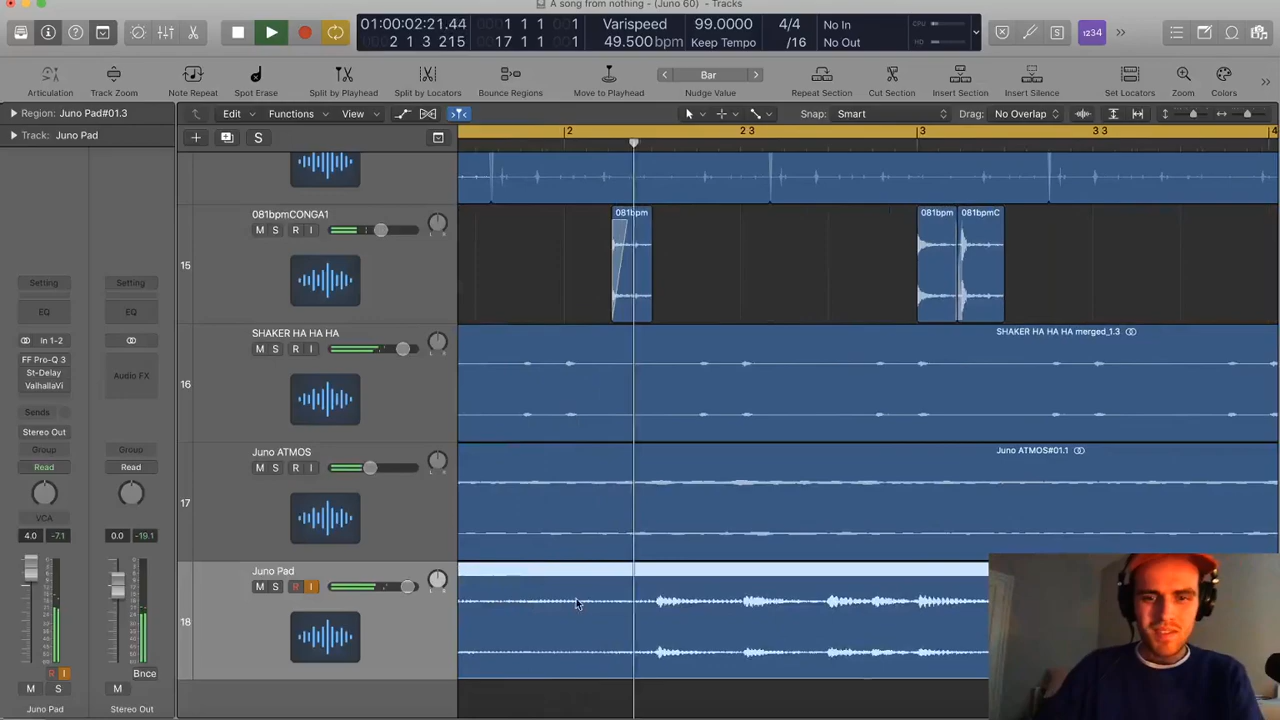 A song from nothing - (Juno 60) - Tracks
01:00:02:21.44
2 1 3 215
1 1 1 1
17 1 1 1
Varispeed
49.500bpm
99.0000
Keep Tempo
4/4
/16
No In
No Out
CPU
HD
1234
Articulation
Track Zoom
Note Repeat
Spot Erase
Split by Playhead
Split by Locators
Bounce Regions
Move to Playhead
Bar
Nudge Value
Repeat Section
Cut Section
Insert Section
Insert Silence
Set Locators
Zoom
Colors
Region: Juno Pad#01.3
Edit
Functions
View
Snap: Smart
Drag: No Overlap
Track: Juno Pad
S
2
2 3
3
3 3
4
081bpmCONGA1
M S R I
15
081bpm
081bpm
081bpmC
SHAKER HA HA HA
M S R I
16
SHAKER HA HA HA merged_1.3
Juno ATMOS
M S R I
17
Juno ATMOS#01.1
Juno Pad
M S R I
18
Setting
Setting
EQ
EQ
In 1-2
FF Pro-Q 3
St-Delay
ValhallaVi
Audio FX
Sends
Stereo Out
Group
Group
Read
Read
VCA
4.0
-7.1
0.0
-19.1
R I
Bnce
M S
M
Juno Pad
Stereo Out